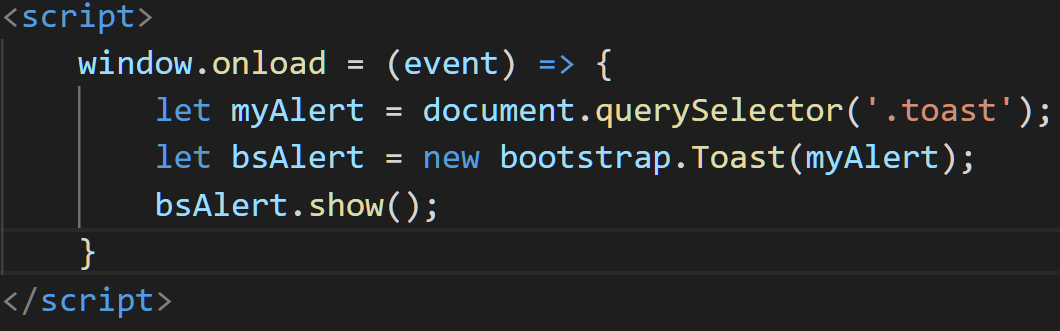 <script>
window.onload = (event) => {
let myAlert = document.querySelector('.toast');
let bsAlert = new bootstrap.Toast(myAlert);
bsAlert.show();
}
</script>